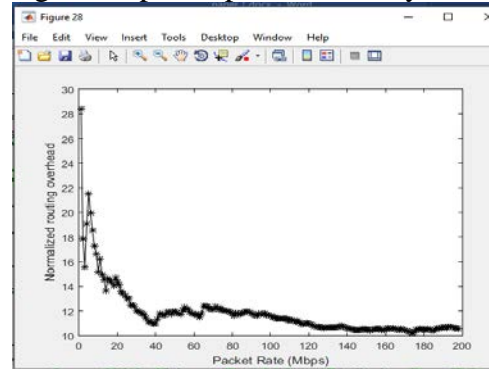 Figure 28
File Edit View Insert Tools Desktop Window Help
30
28
26
24
22
20
18
16
14
12
10
Normalized routing overhead
0 20 40 60 80 100 120 140 160 180 200
Packet Rate (Mbps)